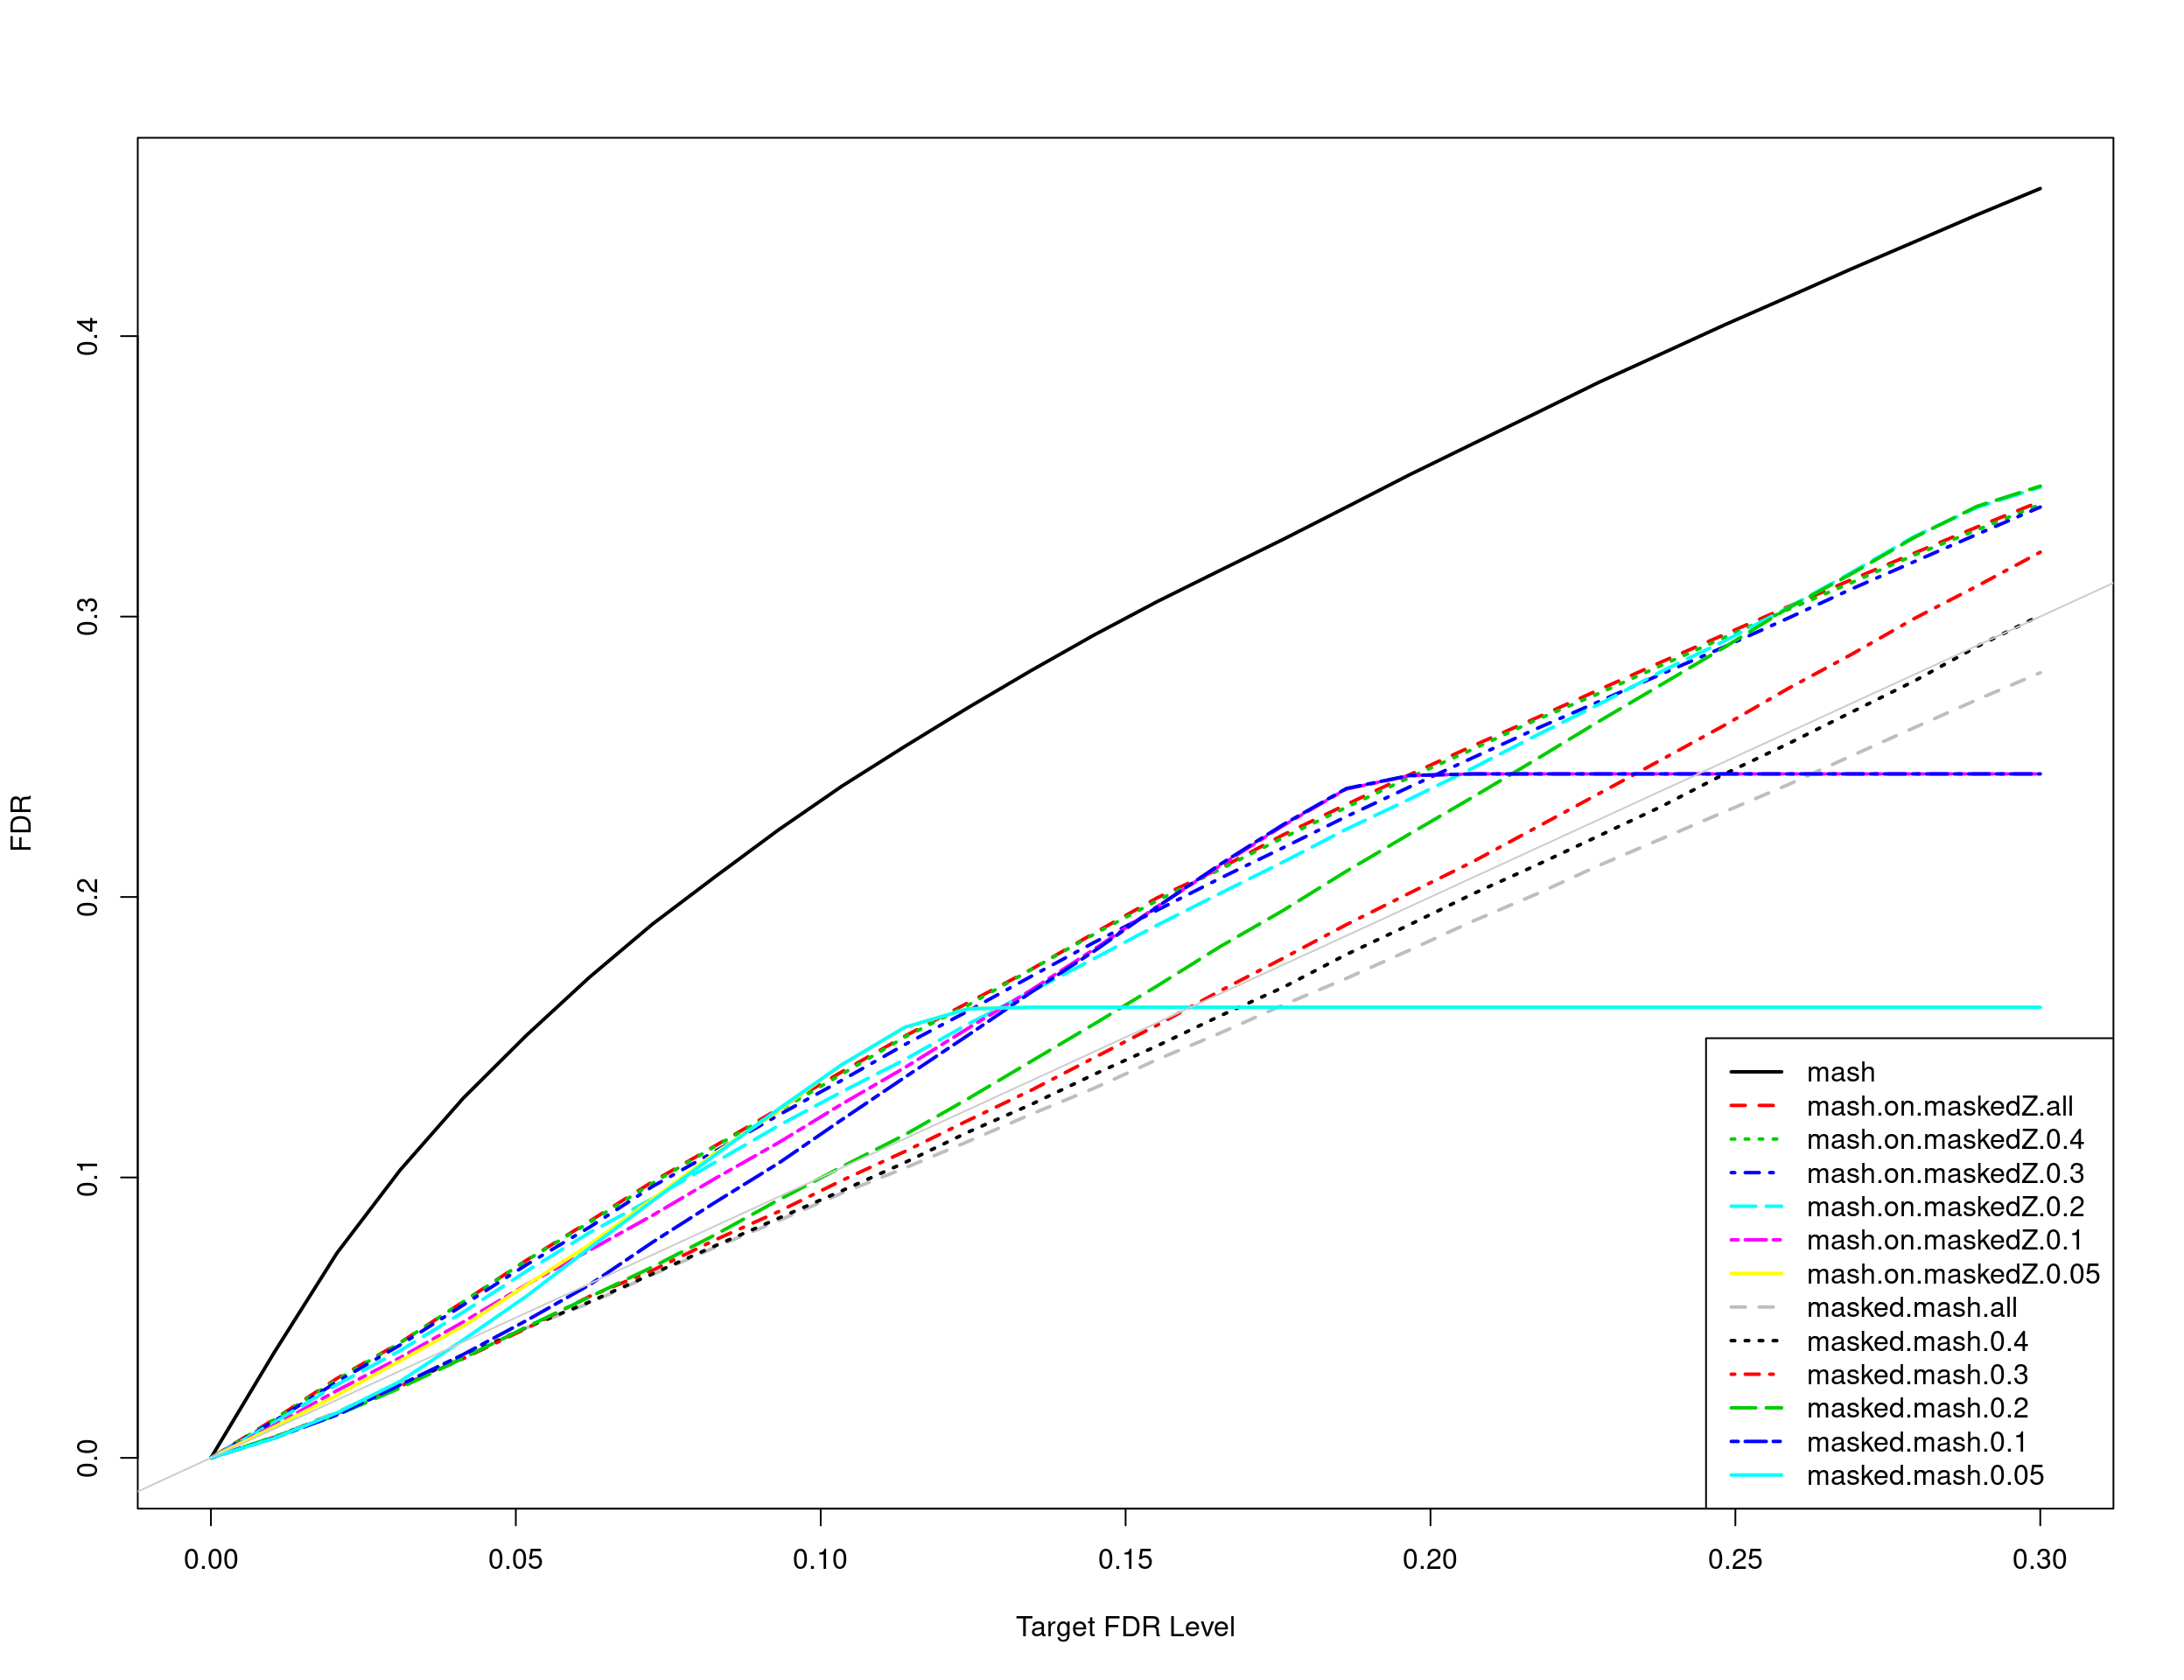 FDR
0.4
0.3
0.2
0.1
0.0
mash
mash.on.maskedZ.all
mash.on.maskedZ.0.4
mash.on.maskedZ.0.3
mash.on.maskedZ.0.2
mash.on.maskedZ.0.1
mash.on.maskedZ.0.05
masked.mash.all
masked.mash.0.4
masked.mash.0.3
masked.mash.0.2
masked.mash.0.1
masked.mash.0.05
0.00 0.05 0.10 0.15 0.20 0.25 0.30
Target FDR Level